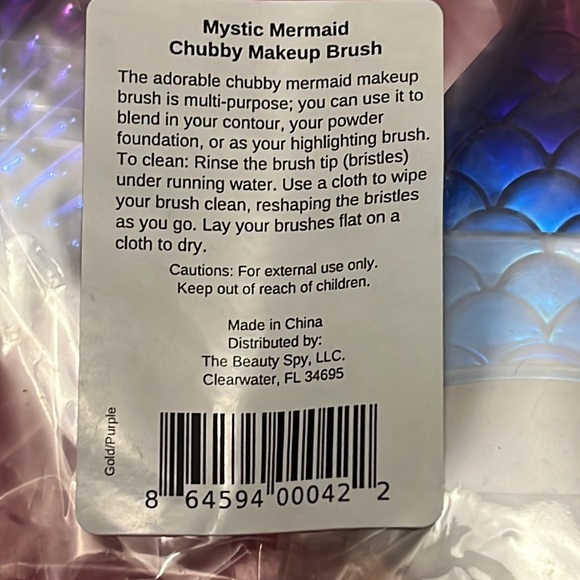 Mystic Mermaid
Chubby Makeup Brush
The adorable chubby mermaid makeup
brush is multi-purpose; you can use it to
blend in your contour, your powder
foundation, or as your highlighting brush.
To clean: Rinse the brush tip (bristles)
under running water. Use a cloth to wipe
your brush clean, reshaping the bristles
as you go. Lay your brushes flat on a
cloth to dry.
Cautions: For external use only.
Keep out of reach of children.
Made in China
Distributed by:
The Beauty Spy, LLC.
Clearwater, FL 34695
Gold/Purple
8 64594 00042 2